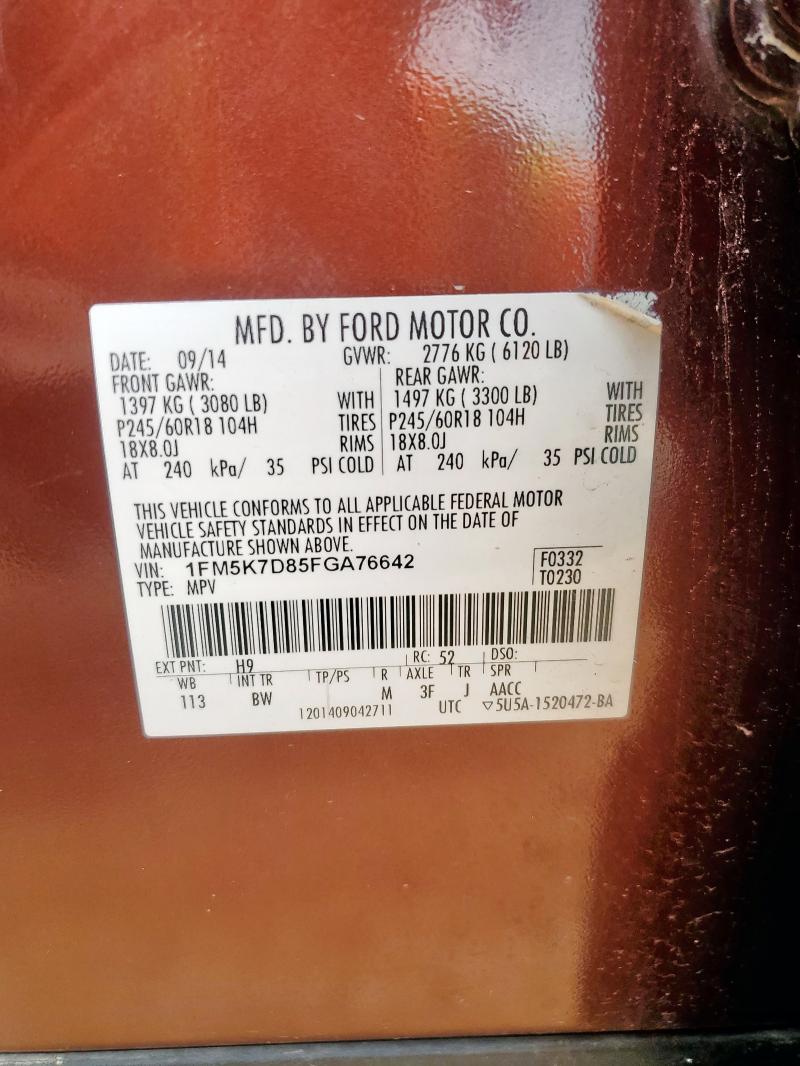 MFD. BY FORD MOTOR CO.
DATE: 09/14 GVWR: 2776 KG ( 6120 LB)
FRONT GAWR: REAR GAWR:
1397 KG ( 3080 LB) WITH 1497 KG ( 3300 LB) WITH
P245/60R18 104H TIRES P245/60R18 104H TIRES
18X8.0J RIMS 18X8.0J RIMS
AT 240 kPa/ 35 PSI COLD AT 240 kPa/ 35 PSI COLD
THIS VEHICLE CONFORMS TO ALL APPLICABLE FEDERAL MOTOR
VEHICLE SAFETY STANDARDS IN EFFECT ON THE DATE OF
MANUFACTURE SHOWN ABOVE.
VIN: 1FM5K7D85FGA76642 F0332
TYPE: MPV T0230
EXT PNT: H9 RC: 52 DSO:
WB INT TR TP/PS R AXLE TR SPR
113 BW M 3F J AACC
1201409042711 UTC ▽5U5A-1520472-BA